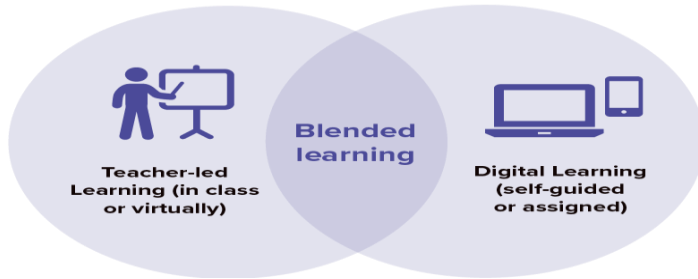 Teacher-led
Learning (in class
or virtually)
Blended
learning
Digital Learning
(self-guided
or assigned)